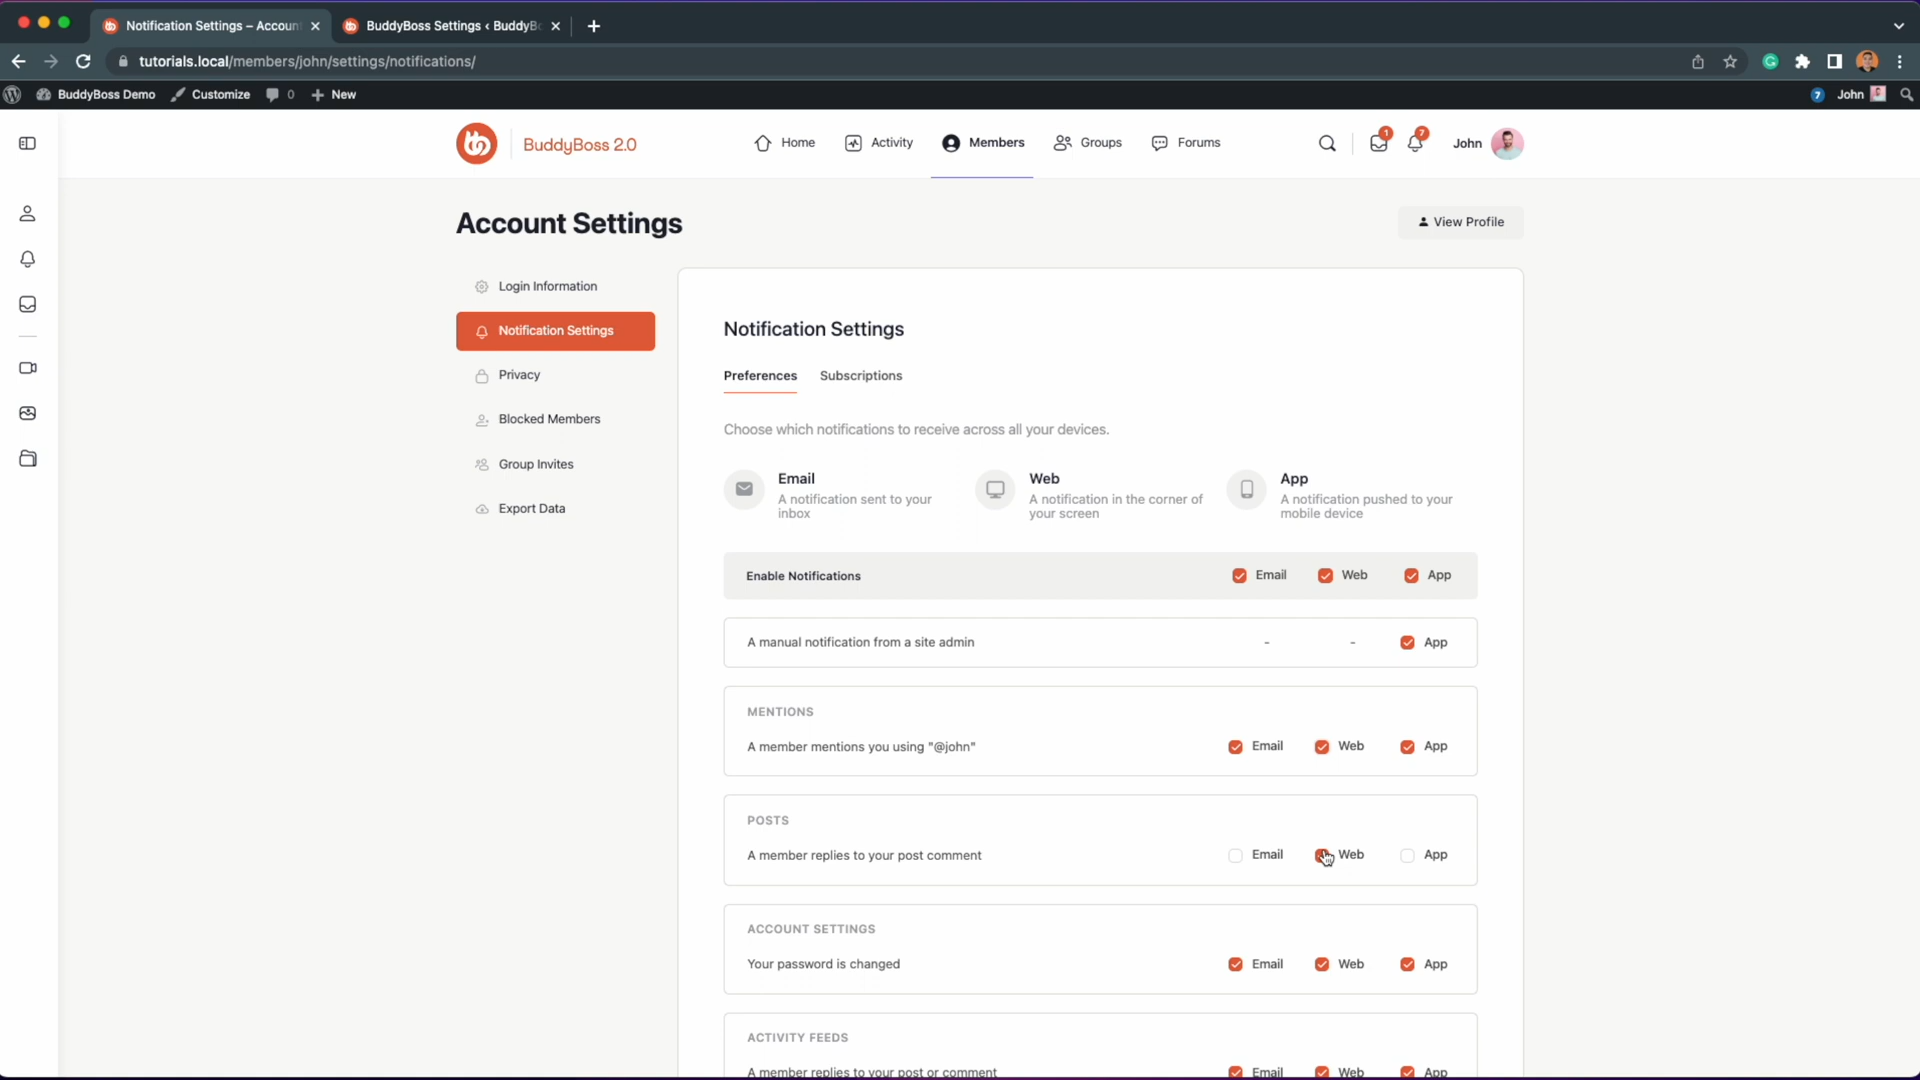 Notification Settings – Accoun
BuddyBoss Settings ‹ BuddyB
tutorials.local/members/john/settings/notifications/
BuddyBoss Demo
Customize
0
New
7
John
BuddyBoss 2.0
Home
Activity
Members
Groups
Forums
1
7
John
Account Settings
View Profile
Login Information
Notification Settings
Privacy
Blocked Members
Group Invites
Export Data
Notification Settings
Preferences
Subscriptions
Choose which notifications to receive across all your devices.
Email
A notification sent to your
inbox
Web
A notification in the corner of
your screen
App
A notification pushed to your
mobile device
Enable Notifications
Email
Web
App
A manual notification from a site admin
-
-
App
MENTIONS
A member mentions you using "@john"
Email
Web
App
POSTS
A member replies to your post comment
Email
Web
App
ACCOUNT SETTINGS
Your password is changed
Email
Web
App
ACTIVITY FEEDS
A member replies to your post or comment
Email
Web
App